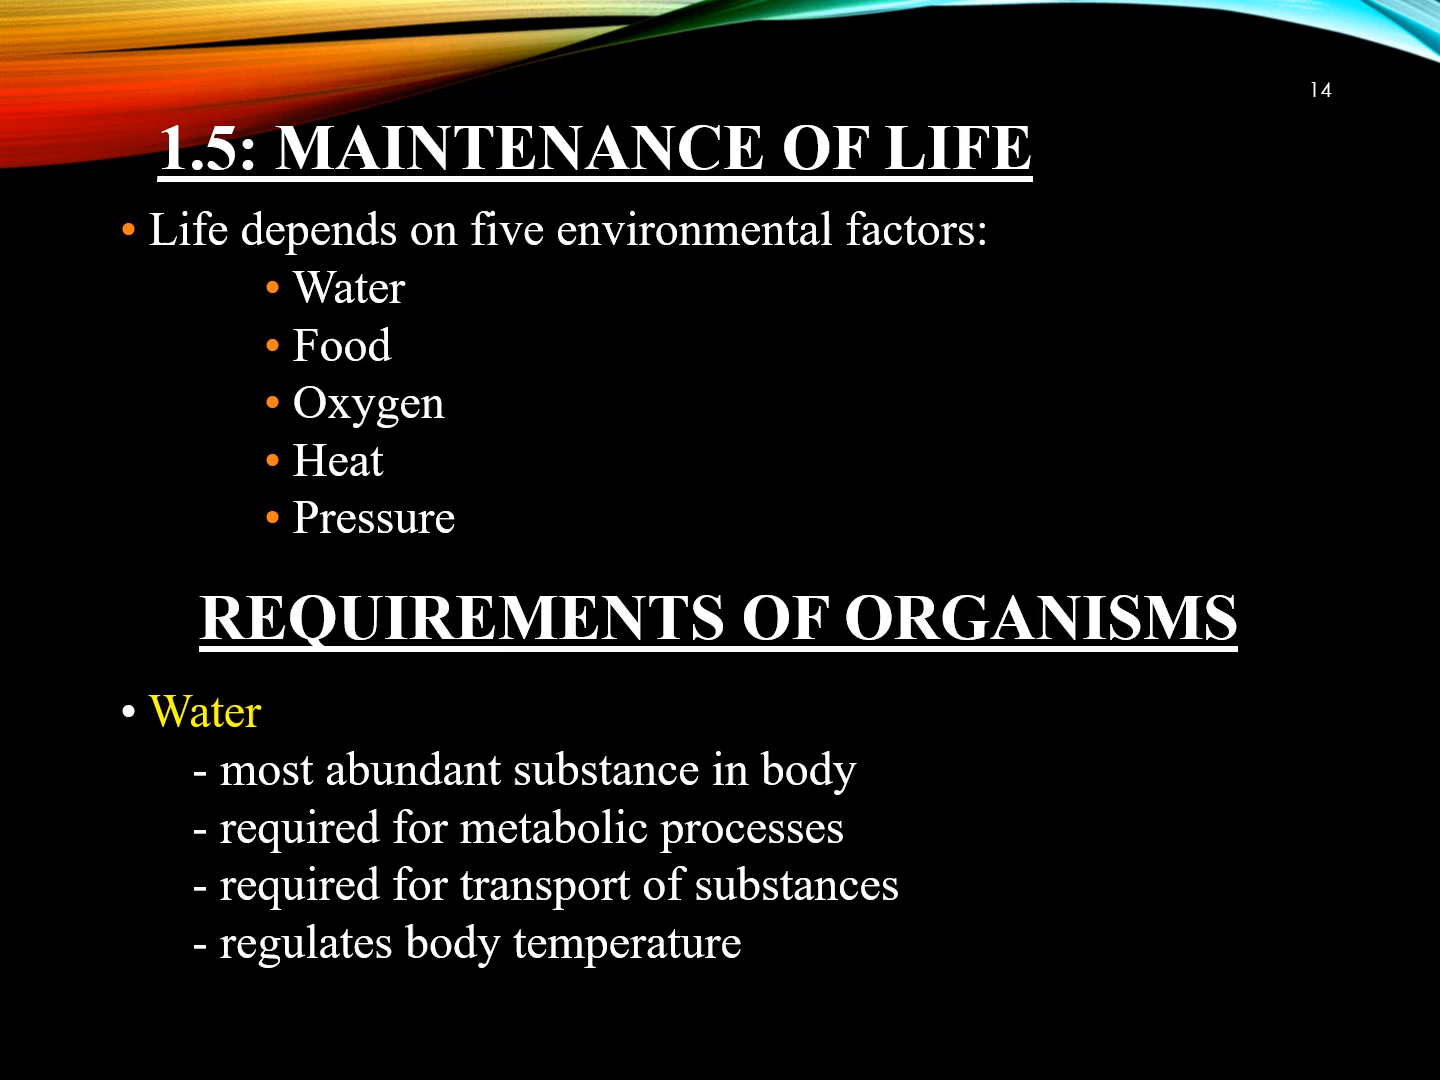 14
1.5: MAINTENANCE OF LIFE
• Life depends on five environmental factors:
• Water
• Food
• Oxygen
• Heat
• Pressure
REQUIREMENTS OF ORGANISMS
• Water
- most abundant substance in body
- required for metabolic processes
- required for transport of substances
- regulates body temperature